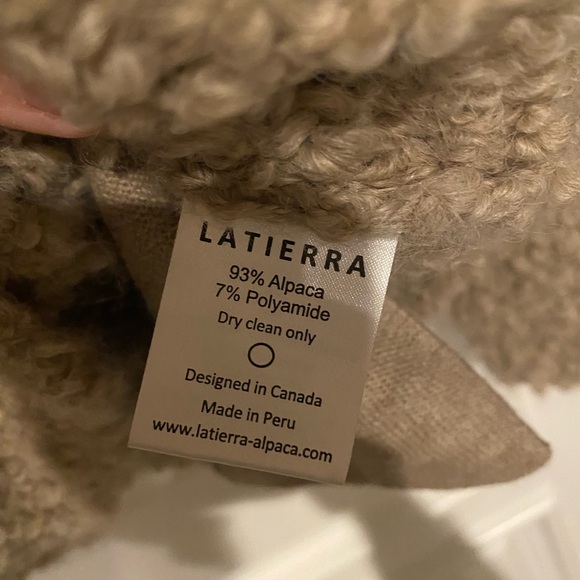 LATIERRA
93% Alpaca
7% Polyamide
Dry clean only
Designed in Canada
Made in Peru
www.latierra-alpaca.com